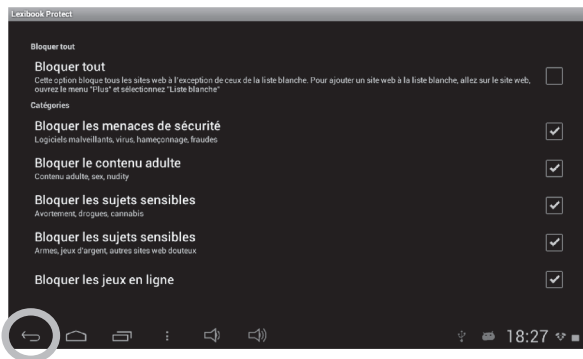 Lexibook Protect
Bloquer tout
Bloquer tout
Cette option bloque tous les sites web à l'exception de ceux de la liste blanche. Pour ajouter un site web à la liste blanche, allez sur le site web,
ouvrez le menu "Plus" et sélectionnez "Liste blanche"
Catégories
Bloquer les menaces de sécurité
Logiciels malveillants, virus, hameçonnage, fraudes
Bloquer le contenu adulte
Contenu adulte, sex, nudity
Bloquer les sujets sensibles
Avortement, drogues, cannabis
Bloquer les sujets sensibles
Armes, jeux d'argent, autres sites web douteux
Bloquer les jeux en ligne
18:27